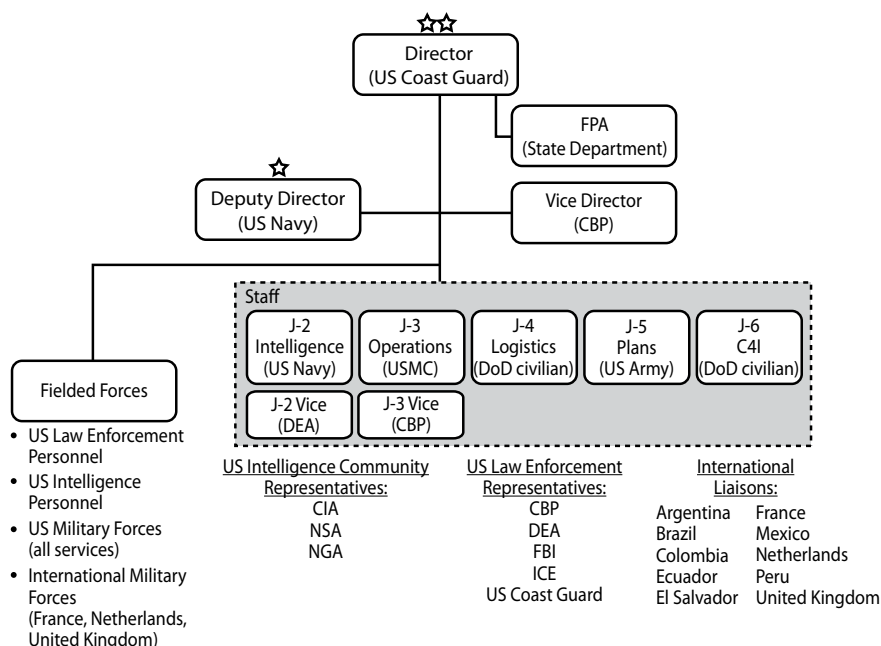 Director
(US Coast Guard)
FPA
(State Department)
Deputy Director
(US Navy)
Vice Director
(CBP)
Staff
J-2
Intelligence
(US Navy)
J-3
Operations
(USMC)
J-4
Logistics
(DoD civilian)
J-5
Plans
(US Army)
J-6
C4I
(DoD civilian)
J-2 Vice
(DEA)
J-3 Vice
(CBP)
Fielded Forces
• US Law Enforcement
Personnel
• US Intelligence
Personnel
• US Military Forces
(all services)
• International Military
Forces
(France, Netherlands,
United Kingdom)
US Intelligence Community
Representatives:
CIA
NSA
NGA
US Law Enforcement
Representatives:
CBP
DEA
FBI
ICE
US Coast Guard
International
Liaisons:
Argentina France
Brazil Mexico
Colombia Netherlands
Ecuador Peru
El Salvador United Kingdom